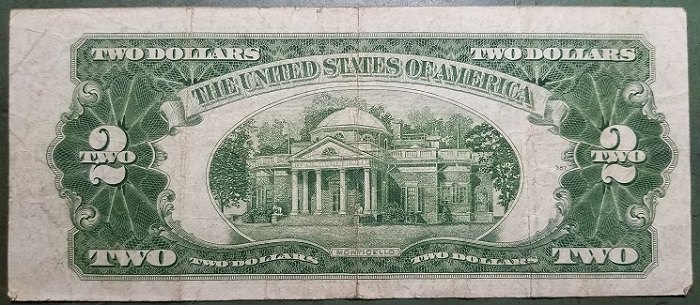 TWO DOLLARS TWO DOLLARS
THE UNITED STATES OF AMERICA
2 2
TWO TWO
MONTICELLO
TWO TWO DOLLARS TWO DOLLARS TWO